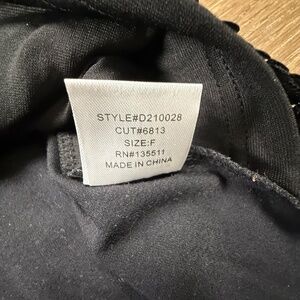 STYLE#D210028
CUT#6813
SIZE:F
RN#135511
MADE IN CHINA